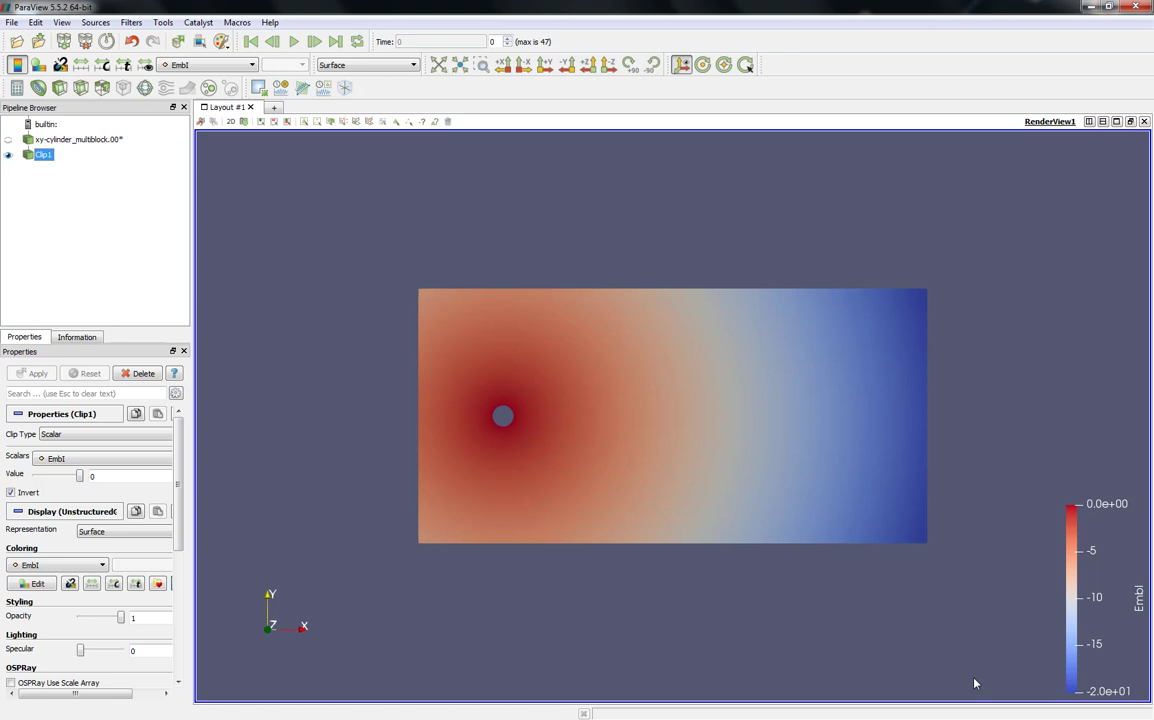 ParaView 5.5.2 64-bit
File Edit View Sources Filters Tools Catalyst Macros Help
Time: 0 0 (max is 47)
EmbI Surface +X -X +Y -Y +Z -Z +90 -90
Pipeline Browser
Layout #1 +
2D RenderView1
builtin:
xy-cylinder_multiblock.00*
Clip1
Properties Information
Properties
Apply Reset Delete ?
Search ... (use Esc to clear text)
Properties (Clip1)
Clip Type Scalar
Scalars EmbI
Value 0
Invert
Display (UnstructuredG
Representation Surface
Coloring
EmbI
Edit
Styling
Opacity 1
Lighting
Specular 0
OSPRay
OSPRay Use Scale Array
Y
Z X
0.0e+00
-5
-10
-15
-2.0e+01
EmbI